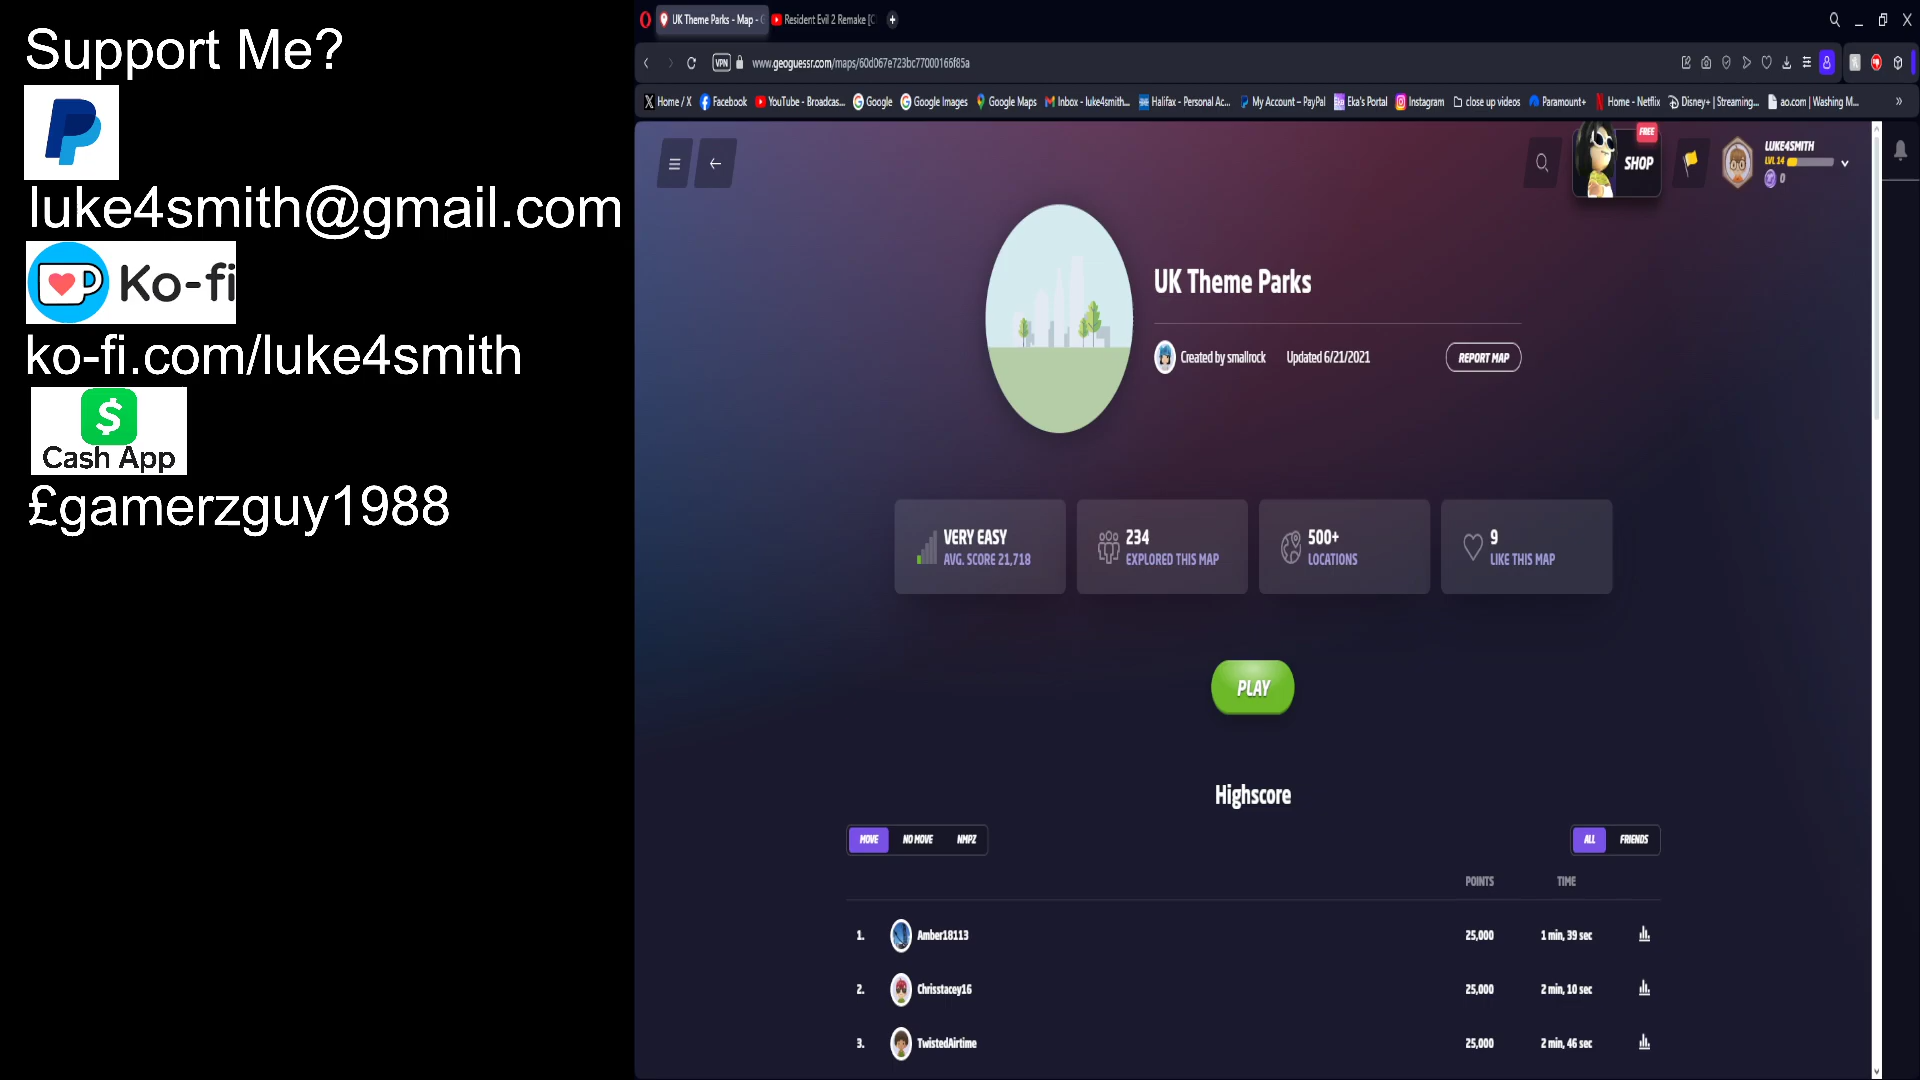 Support Me?
luke4smith@gmail.com
Ko-fi
ko-fi.com/luke4smith
$
Cash App
£gamerzguy1988
UK Theme Parks - Map - G
Resident Evil 2 Remake [C
VPN
www.geoguessr.com/maps/60d067e723bc77000166f85a
Home / X
Facebook
YouTube - Broadcas...
Google
Google Images
Google Maps
Inbox - luke4smith...
Halifax - Personal Ac...
My Account – PayPal
Eka's Portal
Instagram
close up videos
Paramount+
Home - Netflix
Disney+ | Streaming...
ao.com | Washing M...
FREE
SHOP
LUKE4SMITH
LVL 14
0
UK Theme Parks
Created by smallrock
Updated 6/21/2021
REPORT MAP
VERY EASY
AVG. SCORE 21,718
234
EXPLORED THIS MAP
500+
LOCATIONS
9
LIKE THIS MAP
PLAY
Highscore
MOVE
NO MOVE
NMPZ
ALL
FRIENDS
POINTS
TIME
1. Amber18113 25,000 1 min, 39 sec
2. Chrisstacey16 25,000 2 min, 10 sec
3. TwistedAirtime 25,000 2 min, 46 sec